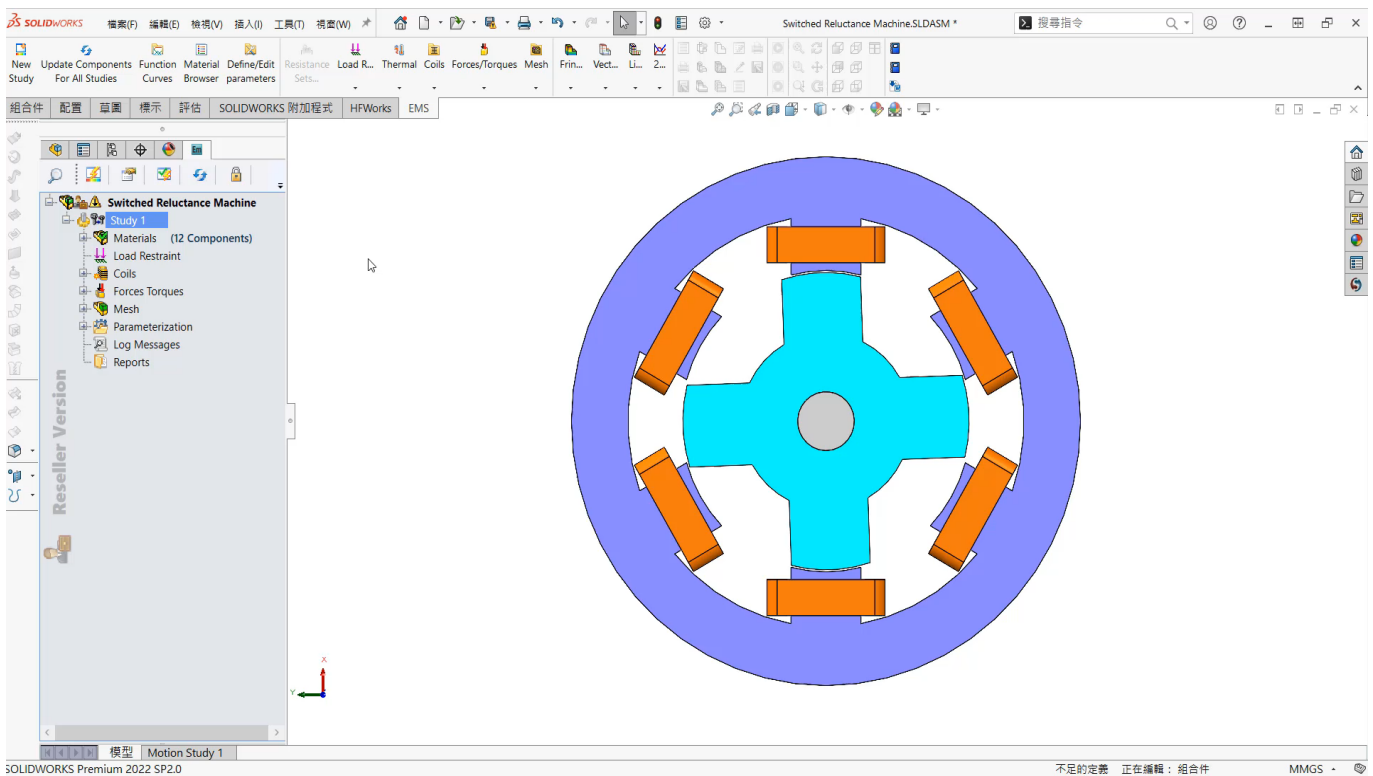 SOLIDWORKS 檔案(F) 編輯(E) 檢視(V) 插入(I) 工具(T) 視窗(W) Switched Reluctance Machine.SLDASM * 搜尋指令
New Study
Update Components For All Studies
Function Curves
Material Browser
Define/Edit parameters
Resistance Sets...
Load R... Thermal Coils Forces/Torques Mesh Frin... Vect... Li... 2...
組合件 配置 草圖 標示 評估 SOLIDWORKS 附加程式 HFWorks EMS
Switched Reluctance Machine
Study 1
Materials (12 Components)
Load Restraint
Coils
Forces Torques
Mesh
Parameterization
Log Messages
Reports
Reseller Version
X
Y
模型 Motion Study 1
SOLIDWORKS Premium 2022 SP2.0 不足的定義 正在編輯： 組合件 MMGS